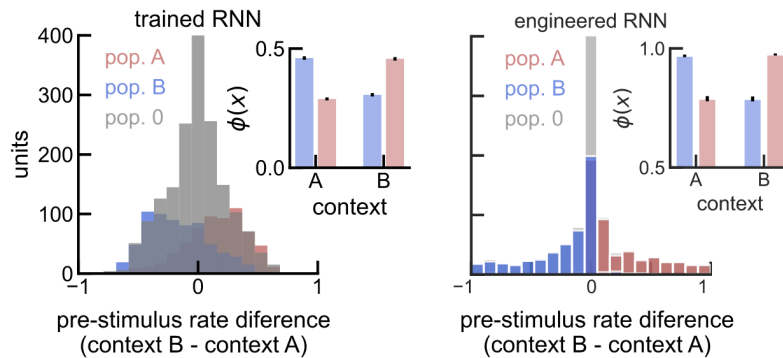 trained RNN
400
300
200
100
0
units
pop. A
pop. B
pop. 0
0.5
0.0
ϕ(x)
A
B
context
−1
0
1
pre-stimulus rate diference
(context B - context A)
engineered RNN
pop. A
pop. B
pop. 0
1.0
0.5
ϕ(x)
A
B
context
−1
0
1
pre-stimulus rate diference
(context B - context A)